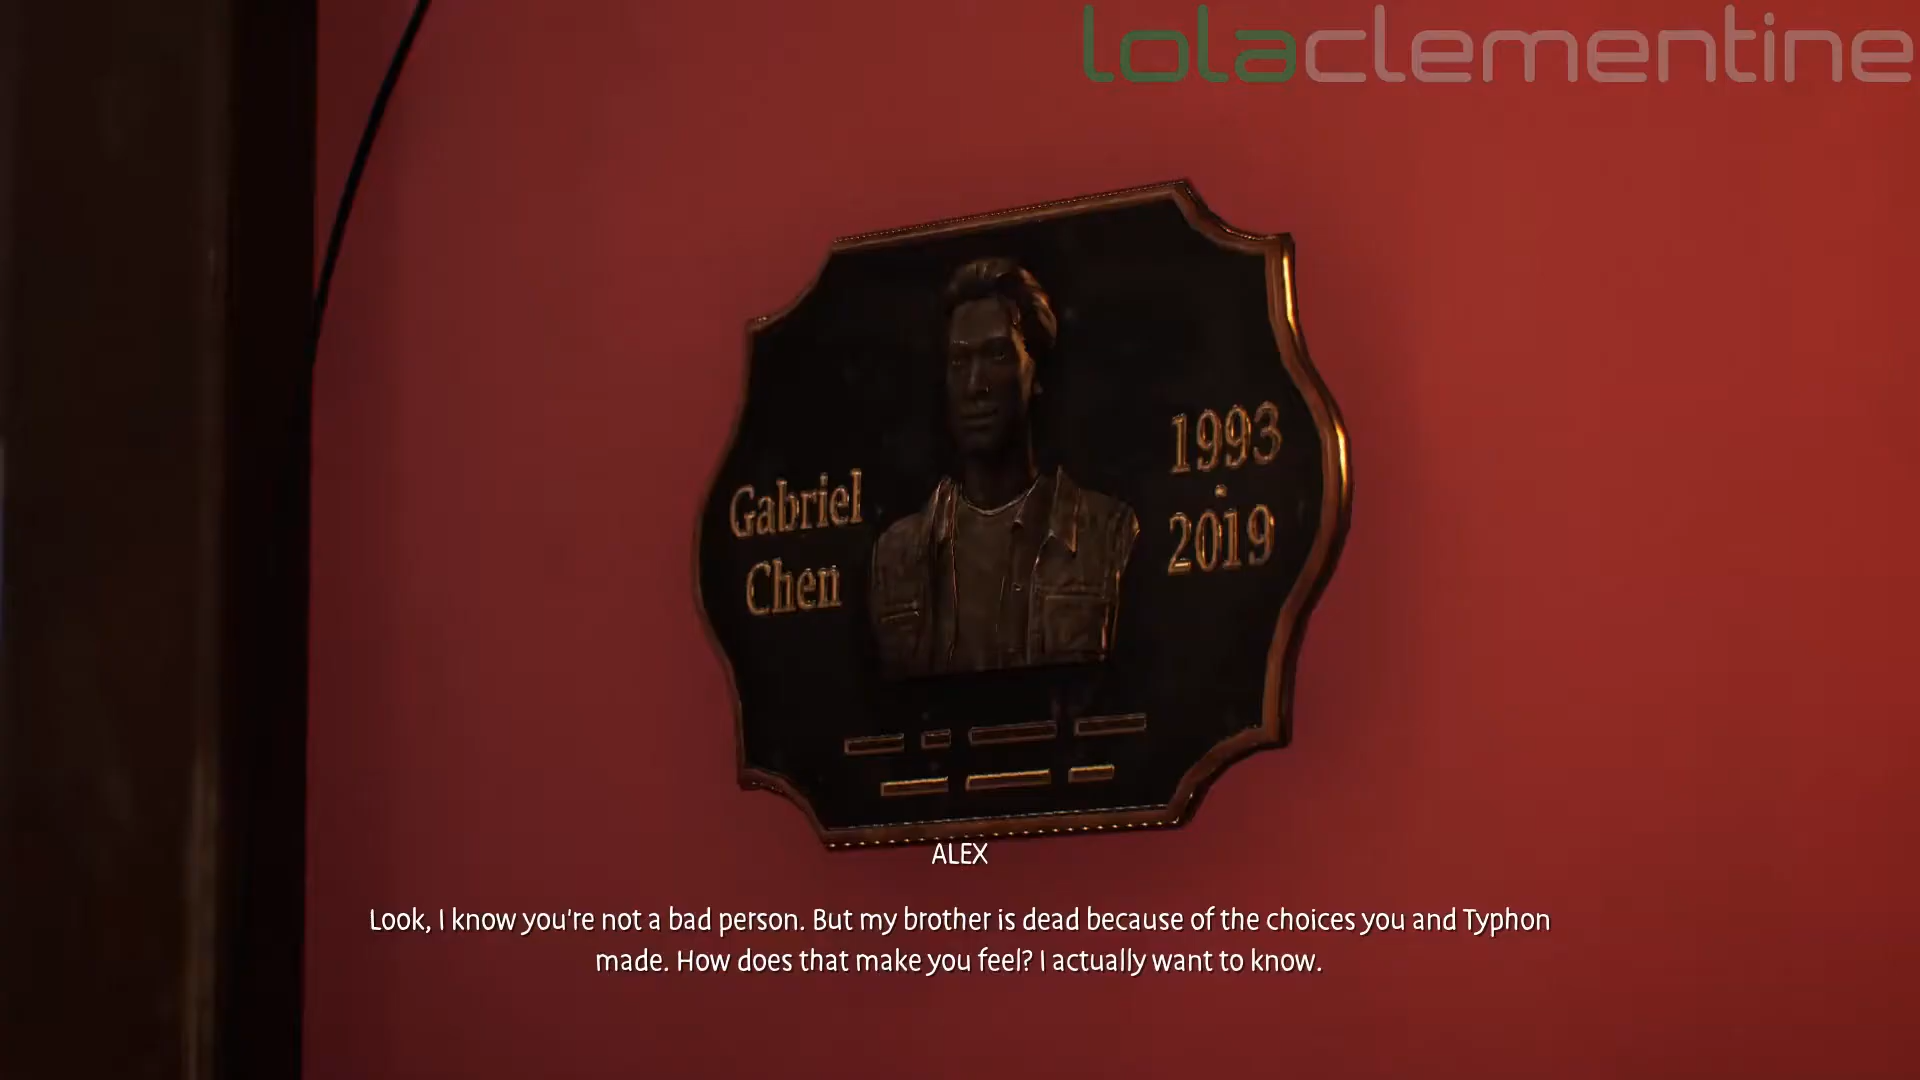 lolaclementine
Gabriel
Chen
1993
-
2019
ALEX
Look, I know you're not a bad person. But my brother is dead because of the choices you and Typhon
made. How does that make you feel? I actually want to know.